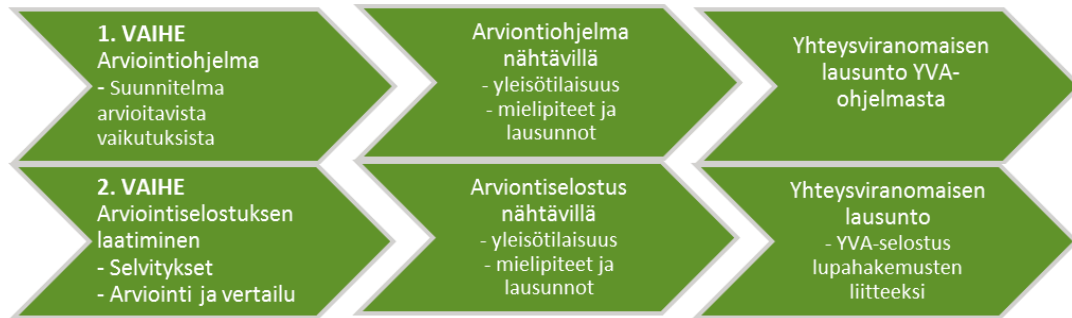 1. VAIHE
Arviointiohjelma
- Suunnitelma
arvioitavista
vaikutuksista
Arviontiohjelma
nähtävillä
- yleisötilaisuus
- mielipiteet ja
lausunnot
Yhteysviranomaisen
lausunto YVA-
ohjelmasta
2. VAIHE
Arviointiselostuksen
laatiminen
- Selvitykset
- Arviointi ja vertailu
Arviontiselostus
nähtävillä
- yleisötilaisuus
- mielipiteet ja
lausunnot
Yhteysviranomaisen
lausunto
- YVA-selostus
lupahakemusten
liitteeksi